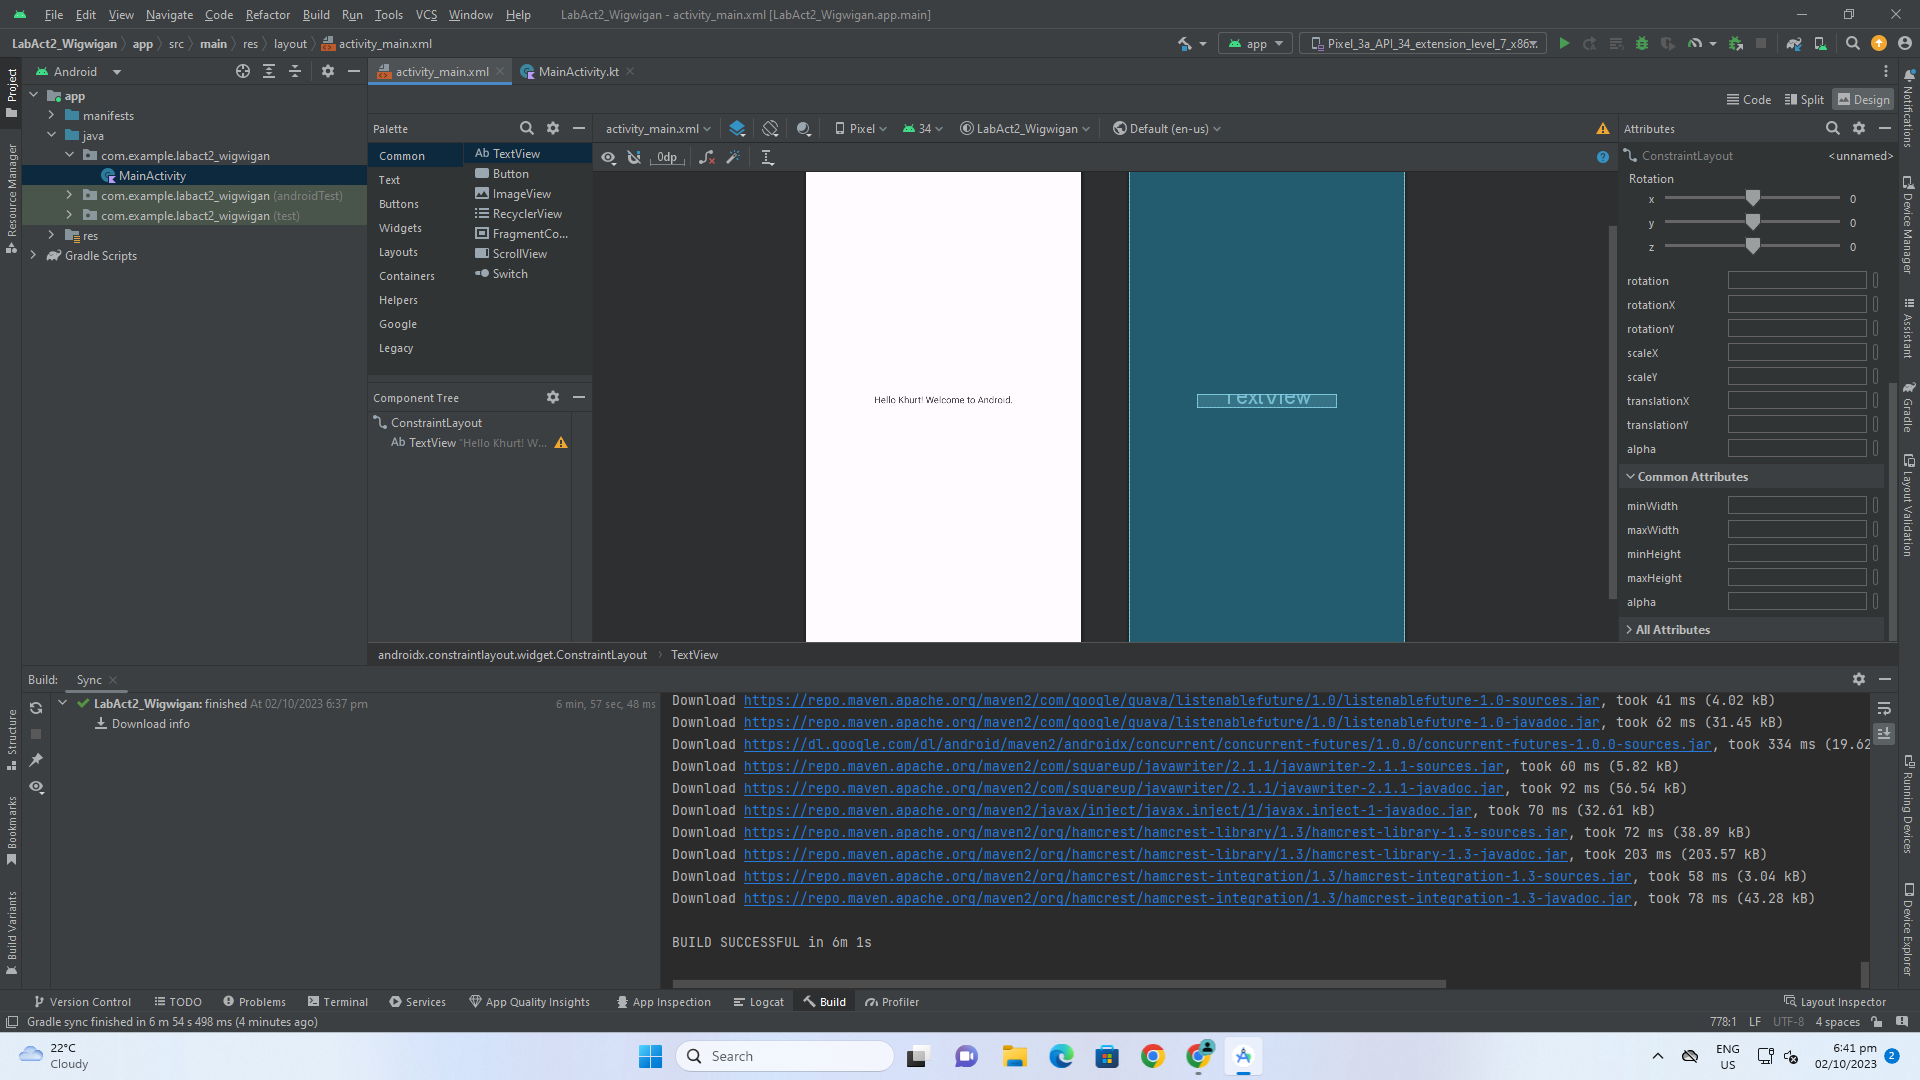 File Edit View Navigate Code Refactor Build Run Tools VCS Window Help LabAct2_Wigwigan - activity_main.xml [LabAct2_Wigwigan.app.main]
LabAct2_Wigwigan app src main res layout activity_main.xml
app Pixel_3a_API_34_extension_level_7_x86...
Android
activity_main.xml MainActivity.kt
Code Split Design
Project
Resource Manager
Structure
Bookmarks
Build Variants
app
manifests
java
com.example.labact2_wigwigan
MainActivity
com.example.labact2_wigwigan (androidTest)
com.example.labact2_wigwigan (test)
res
Gradle Scripts
Palette
Common
Text
Buttons
Widgets
Layouts
Containers
Helpers
Google
Legacy
Ab TextView
Button
ImageView
RecyclerView
FragmentCo...
ScrollView
Switch
Component Tree
ConstraintLayout
Ab TextView "Hello Khurt! W...
activity_main.xml Pixel 34 LabAct2_Wigwigan Default (en-us)
0dp
Hello Khurt! Welcome to Android.
TextView
androidx.constraintlayout.widget.ConstraintLayout TextView
Attributes
ConstraintLayout <unnamed>
Rotation
x 0
y 0
z 0
rotation
rotationX
rotationY
scaleX
scaleY
translationX
translationY
alpha
Common Attributes
minWidth
maxWidth
minHeight
maxHeight
alpha
All Attributes
Notifications
Device Manager
Assistant
Gradle
Layout Validation
Running Devices
Device Explorer
Build: Sync
LabAct2_Wigwigan: finished At 02/10/2023 6:37 pm 6 min, 57 sec, 48 ms
Download info
Download https://repo.maven.apache.org/maven2/com/google/guava/listenablefuture/1.0/listenablefuture-1.0-sources.jar, took 41 ms (4.02 kB)
Download https://repo.maven.apache.org/maven2/com/google/guava/listenablefuture/1.0/listenablefuture-1.0-javadoc.jar, took 62 ms (31.45 kB)
Download https://dl.google.com/dl/android/maven2/androidx/concurrent/concurrent-futures/1.0.0/concurrent-futures-1.0.0-sources.jar, took 334 ms (19.62
Download https://repo.maven.apache.org/maven2/com/squareup/javawriter/2.1.1/javawriter-2.1.1-sources.jar, took 60 ms (5.82 kB)
Download https://repo.maven.apache.org/maven2/com/squareup/javawriter/2.1.1/javawriter-2.1.1-javadoc.jar, took 92 ms (56.54 kB)
Download https://repo.maven.apache.org/maven2/javax/inject/javax.inject/1/javax.inject-1-javadoc.jar, took 70 ms (32.61 kB)
Download https://repo.maven.apache.org/maven2/org/hamcrest/hamcrest-library/1.3/hamcrest-library-1.3-sources.jar, took 72 ms (38.89 kB)
Download https://repo.maven.apache.org/maven2/org/hamcrest/hamcrest-library/1.3/hamcrest-library-1.3-javadoc.jar, took 203 ms (203.57 kB)
Download https://repo.maven.apache.org/maven2/org/hamcrest/hamcrest-integration/1.3/hamcrest-integration-1.3-sources.jar, took 58 ms (3.04 kB)
Download https://repo.maven.apache.org/maven2/org/hamcrest/hamcrest-integration/1.3/hamcrest-integration-1.3-javadoc.jar, took 78 ms (43.28 kB)
BUILD SUCCESSFUL in 6m 1s
Version Control TODO Problems Terminal Services App Quality Insights App Inspection Logcat Build Profiler Layout Inspector
Gradle sync finished in 6 m 54 s 498 ms (4 minutes ago) 778:1 LF UTF-8 4 spaces
22°C
Cloudy
Search
ENG
US
6:41 pm
02/10/2023
2